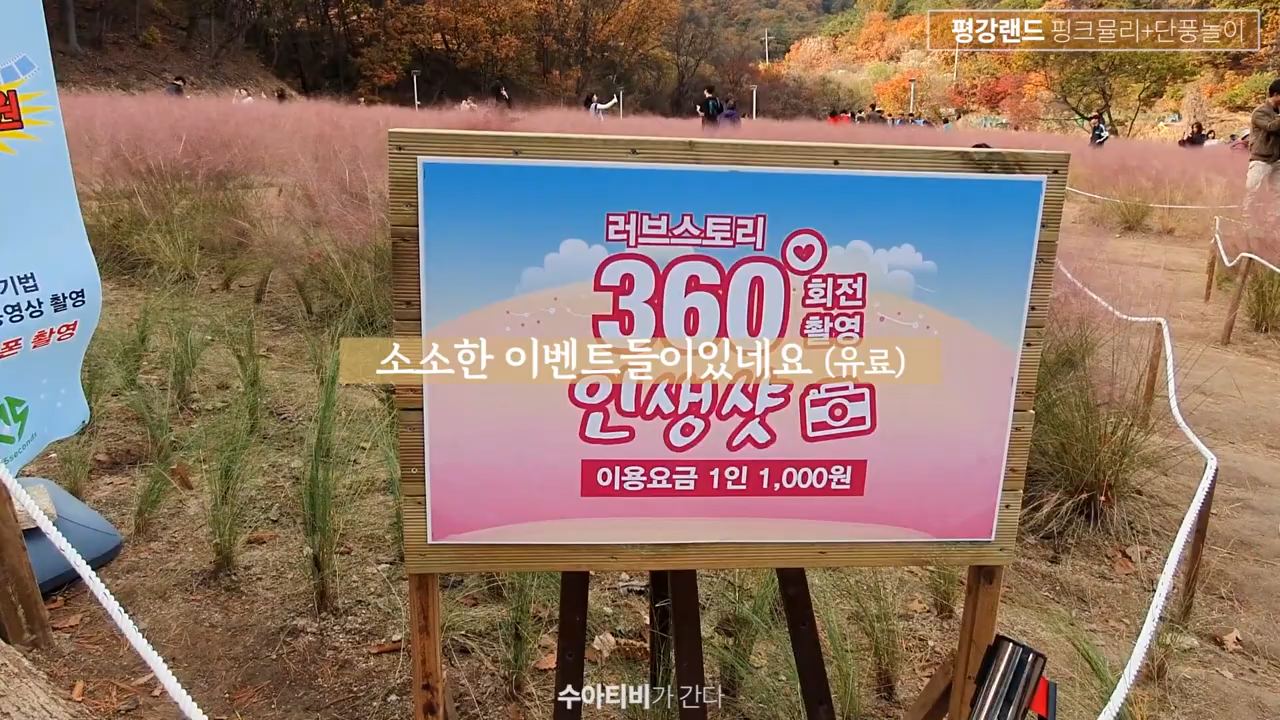 평강랜드 핑크뮬리+단풍놀이
원
기법
영상 촬영
폰 촬영
러브스토리
360°
회전
촬영
소소한 이벤트들이있네요 (유료)
인생샷
이용요금 1인 1,000원
수아티비가 간다